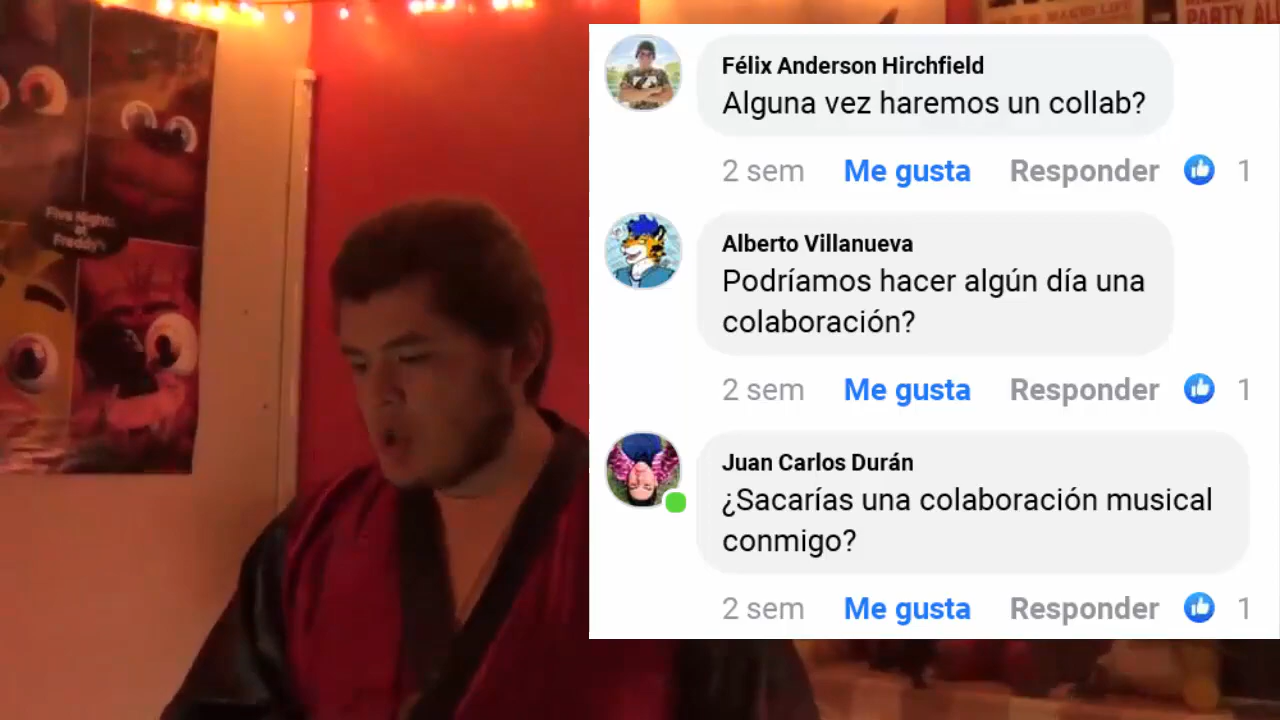 Five Nights
at
Freddy's
PARTY
Félix Anderson Hirchfield
Alguna vez haremos un collab?
2 sem Me gusta Responder 1
Alberto Villanueva
Podríamos hacer algún día una
colaboración?
2 sem Me gusta Responder 1
Juan Carlos Durán
¿Sacarías una colaboración musical
conmigo?
2 sem Me gusta Responder 1